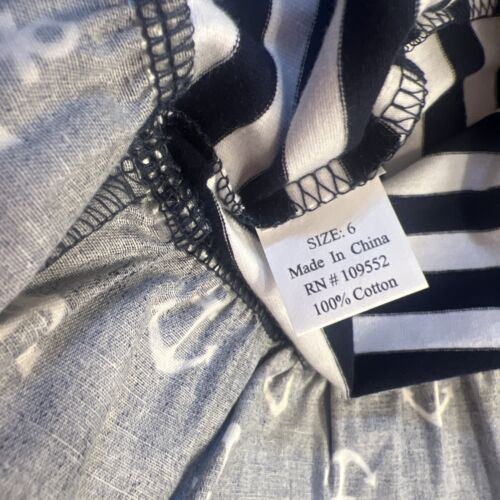 SIZE: 6
Made In China
RN # 109552
100% Cotton